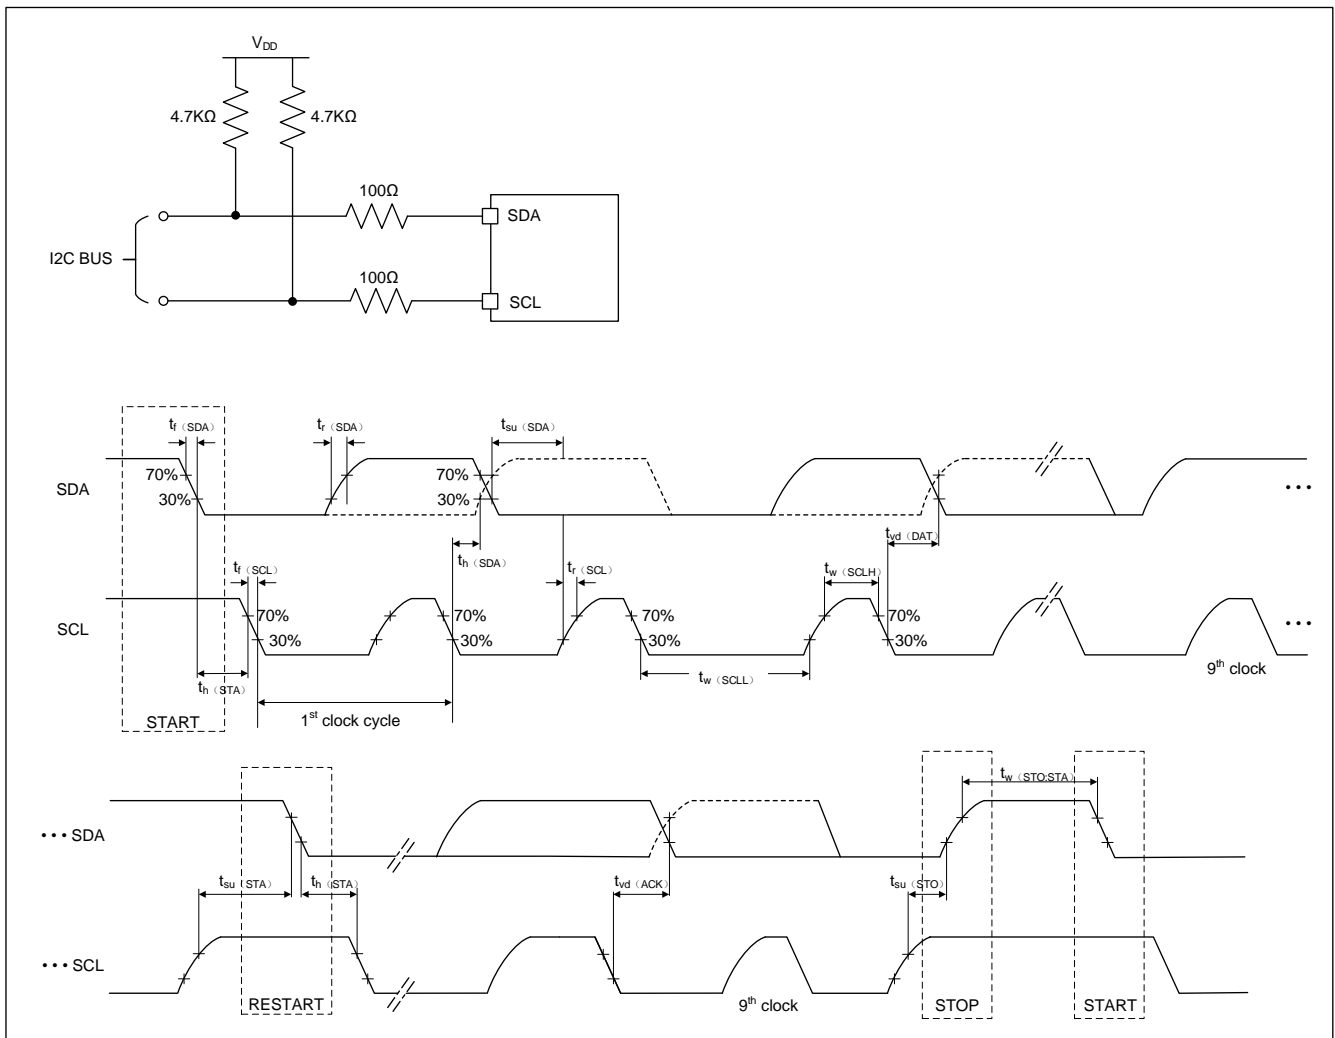 VDD
4.7KΩ 4.7KΩ
100Ω
SDA
I2C BUS
100Ω
SCL
tf（SDA） tr（SDA） tsu（SDA）
70% 70%
SDA
30% 30% ...
tvd（DAT）
th（SDA）
tf（SCL） tr（SCL） tw（SCLH）
70% 70% 70% 70%
SCL ...
30% 30% 30% 30%
9th clock
tw（SCLL）
th（STA）
1st clock cycle
START
tw（STO:STA）
... SDA
tsu（STA） th（STA） tvd（ACK） tsu（STO）
... SCL
RESTART 9th clock STOP START